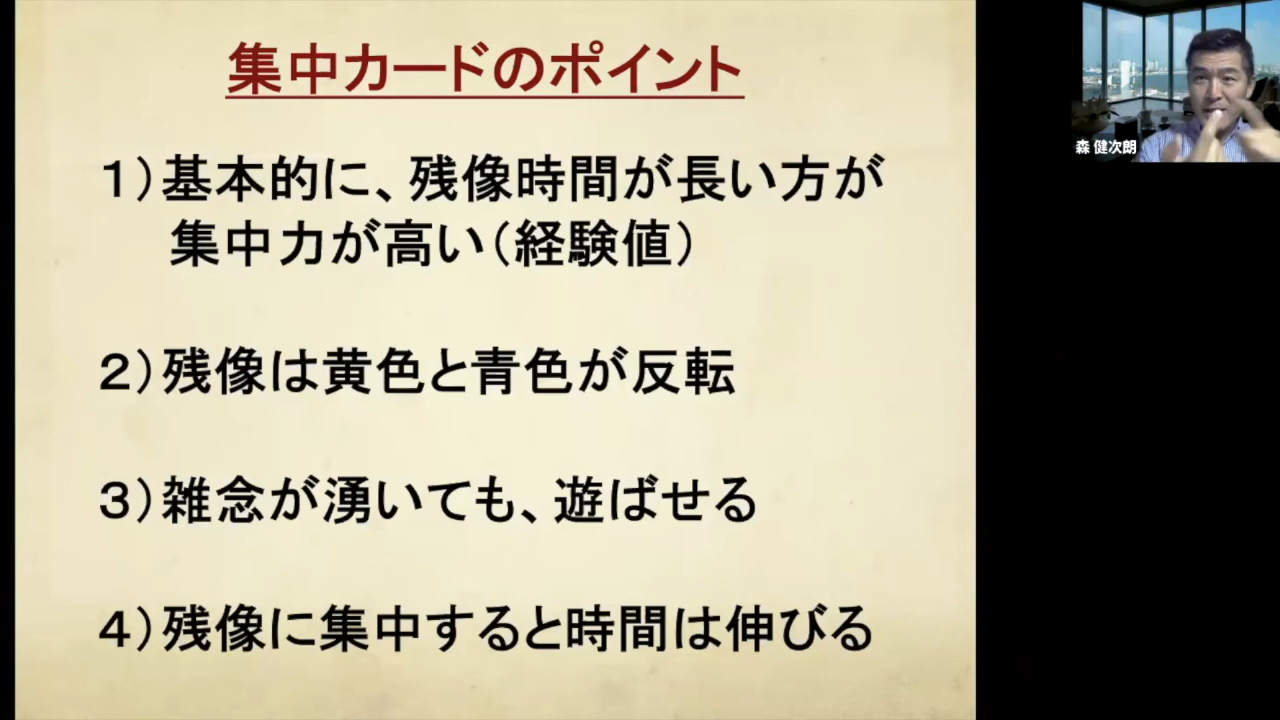 集中カードのポイント
1）基本的に、残像時間が長い方が
集中力が高い（経験値）
2）残像は黄色と青色が反転
3）雑念が湧いても、遊ばせる
4）残像に集中すると時間は伸びる
森 健次朗